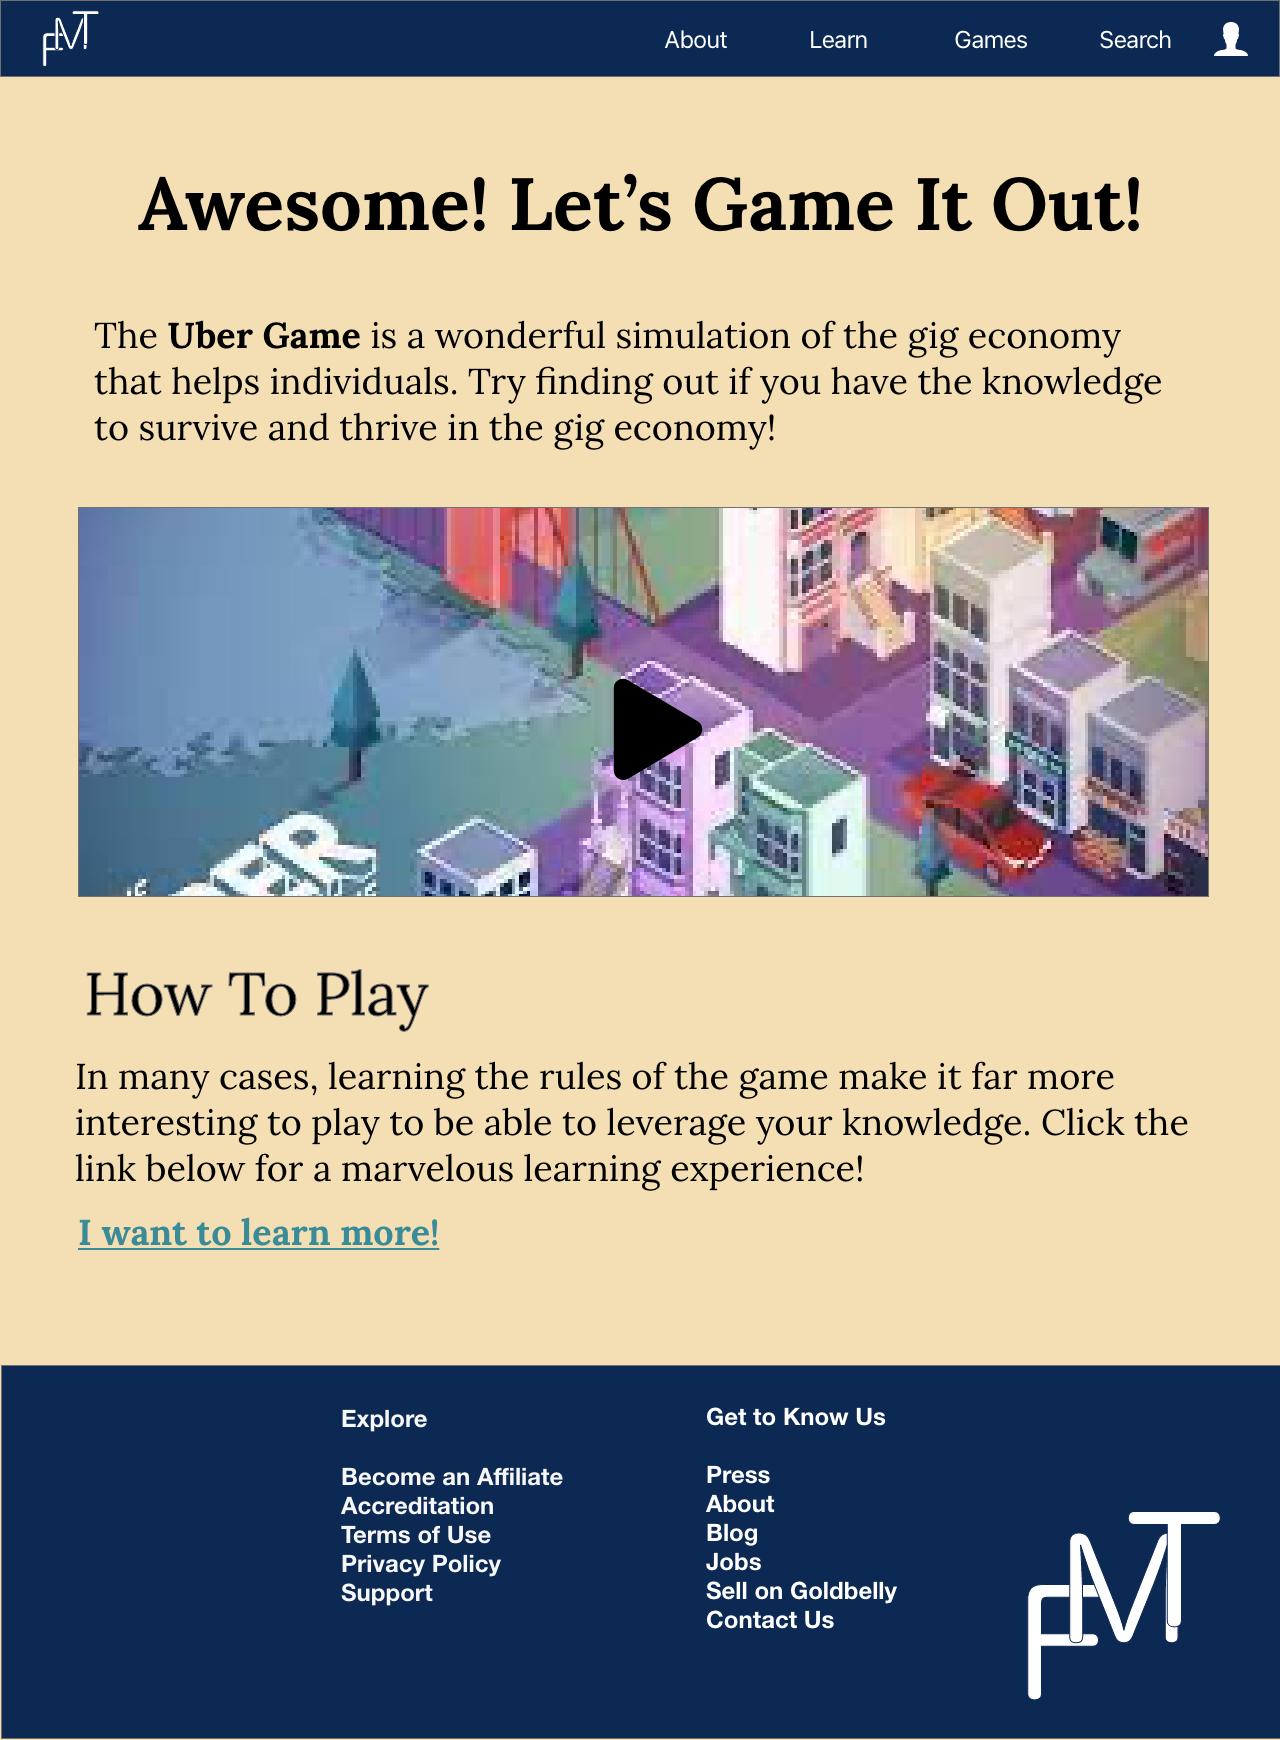 FMT
About Learn Games Search
Awesome! Let’s Game It Out!
The Uber Game is a wonderful simulation of the gig economy
that helps individuals. Try finding out if you have the knowledge
to survive and thrive in the gig economy!
How To Play
In many cases, learning the rules of the game make it far more
interesting to play to be able to leverage your knowledge. Click the
link below for a marvelous learning experience!
I want to learn more!
Explore
Become an Affiliate
Accreditation
Terms of Use
Privacy Policy
Support
Get to Know Us
Press
About
Blog
Jobs
Sell on Goldbelly
Contact Us
FMT